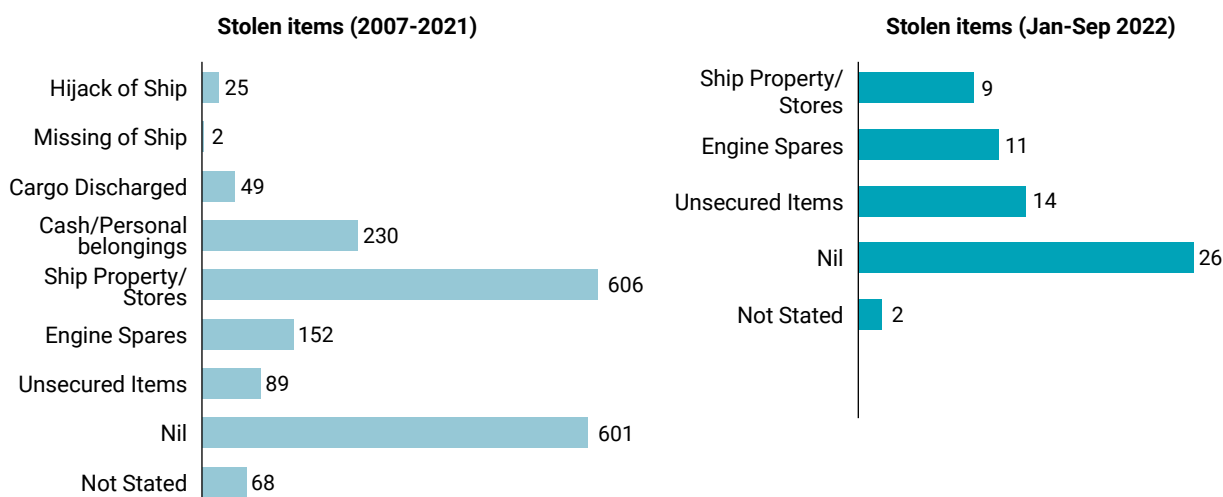 Stolen items (2007-2021)
Hijack of Ship 25
Missing of Ship 2
Cargo Discharged 49
Cash/Personal
belongings 230
Ship Property/
Stores 606
Engine Spares 152
Unsecured Items 89
Nil 601
Not Stated 68
Stolen items (Jan-Sep 2022)
Ship Property/
Stores 9
Engine Spares 11
Unsecured Items 14
Nil 26
Not Stated 2